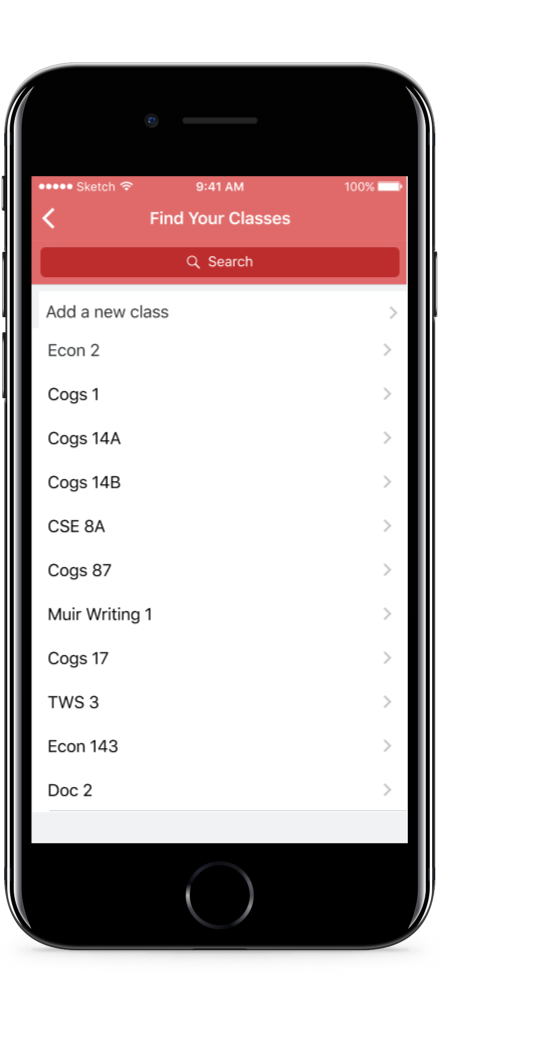 Sketch 9:41 AM 100%
Find Your Classes
Search
Add a new class
Econ 2
Cogs 1
Cogs 14A
Cogs 14B
CSE 8A
Cogs 87
Muir Writing 1
Cogs 17
TWS 3
Econ 143
Doc 2